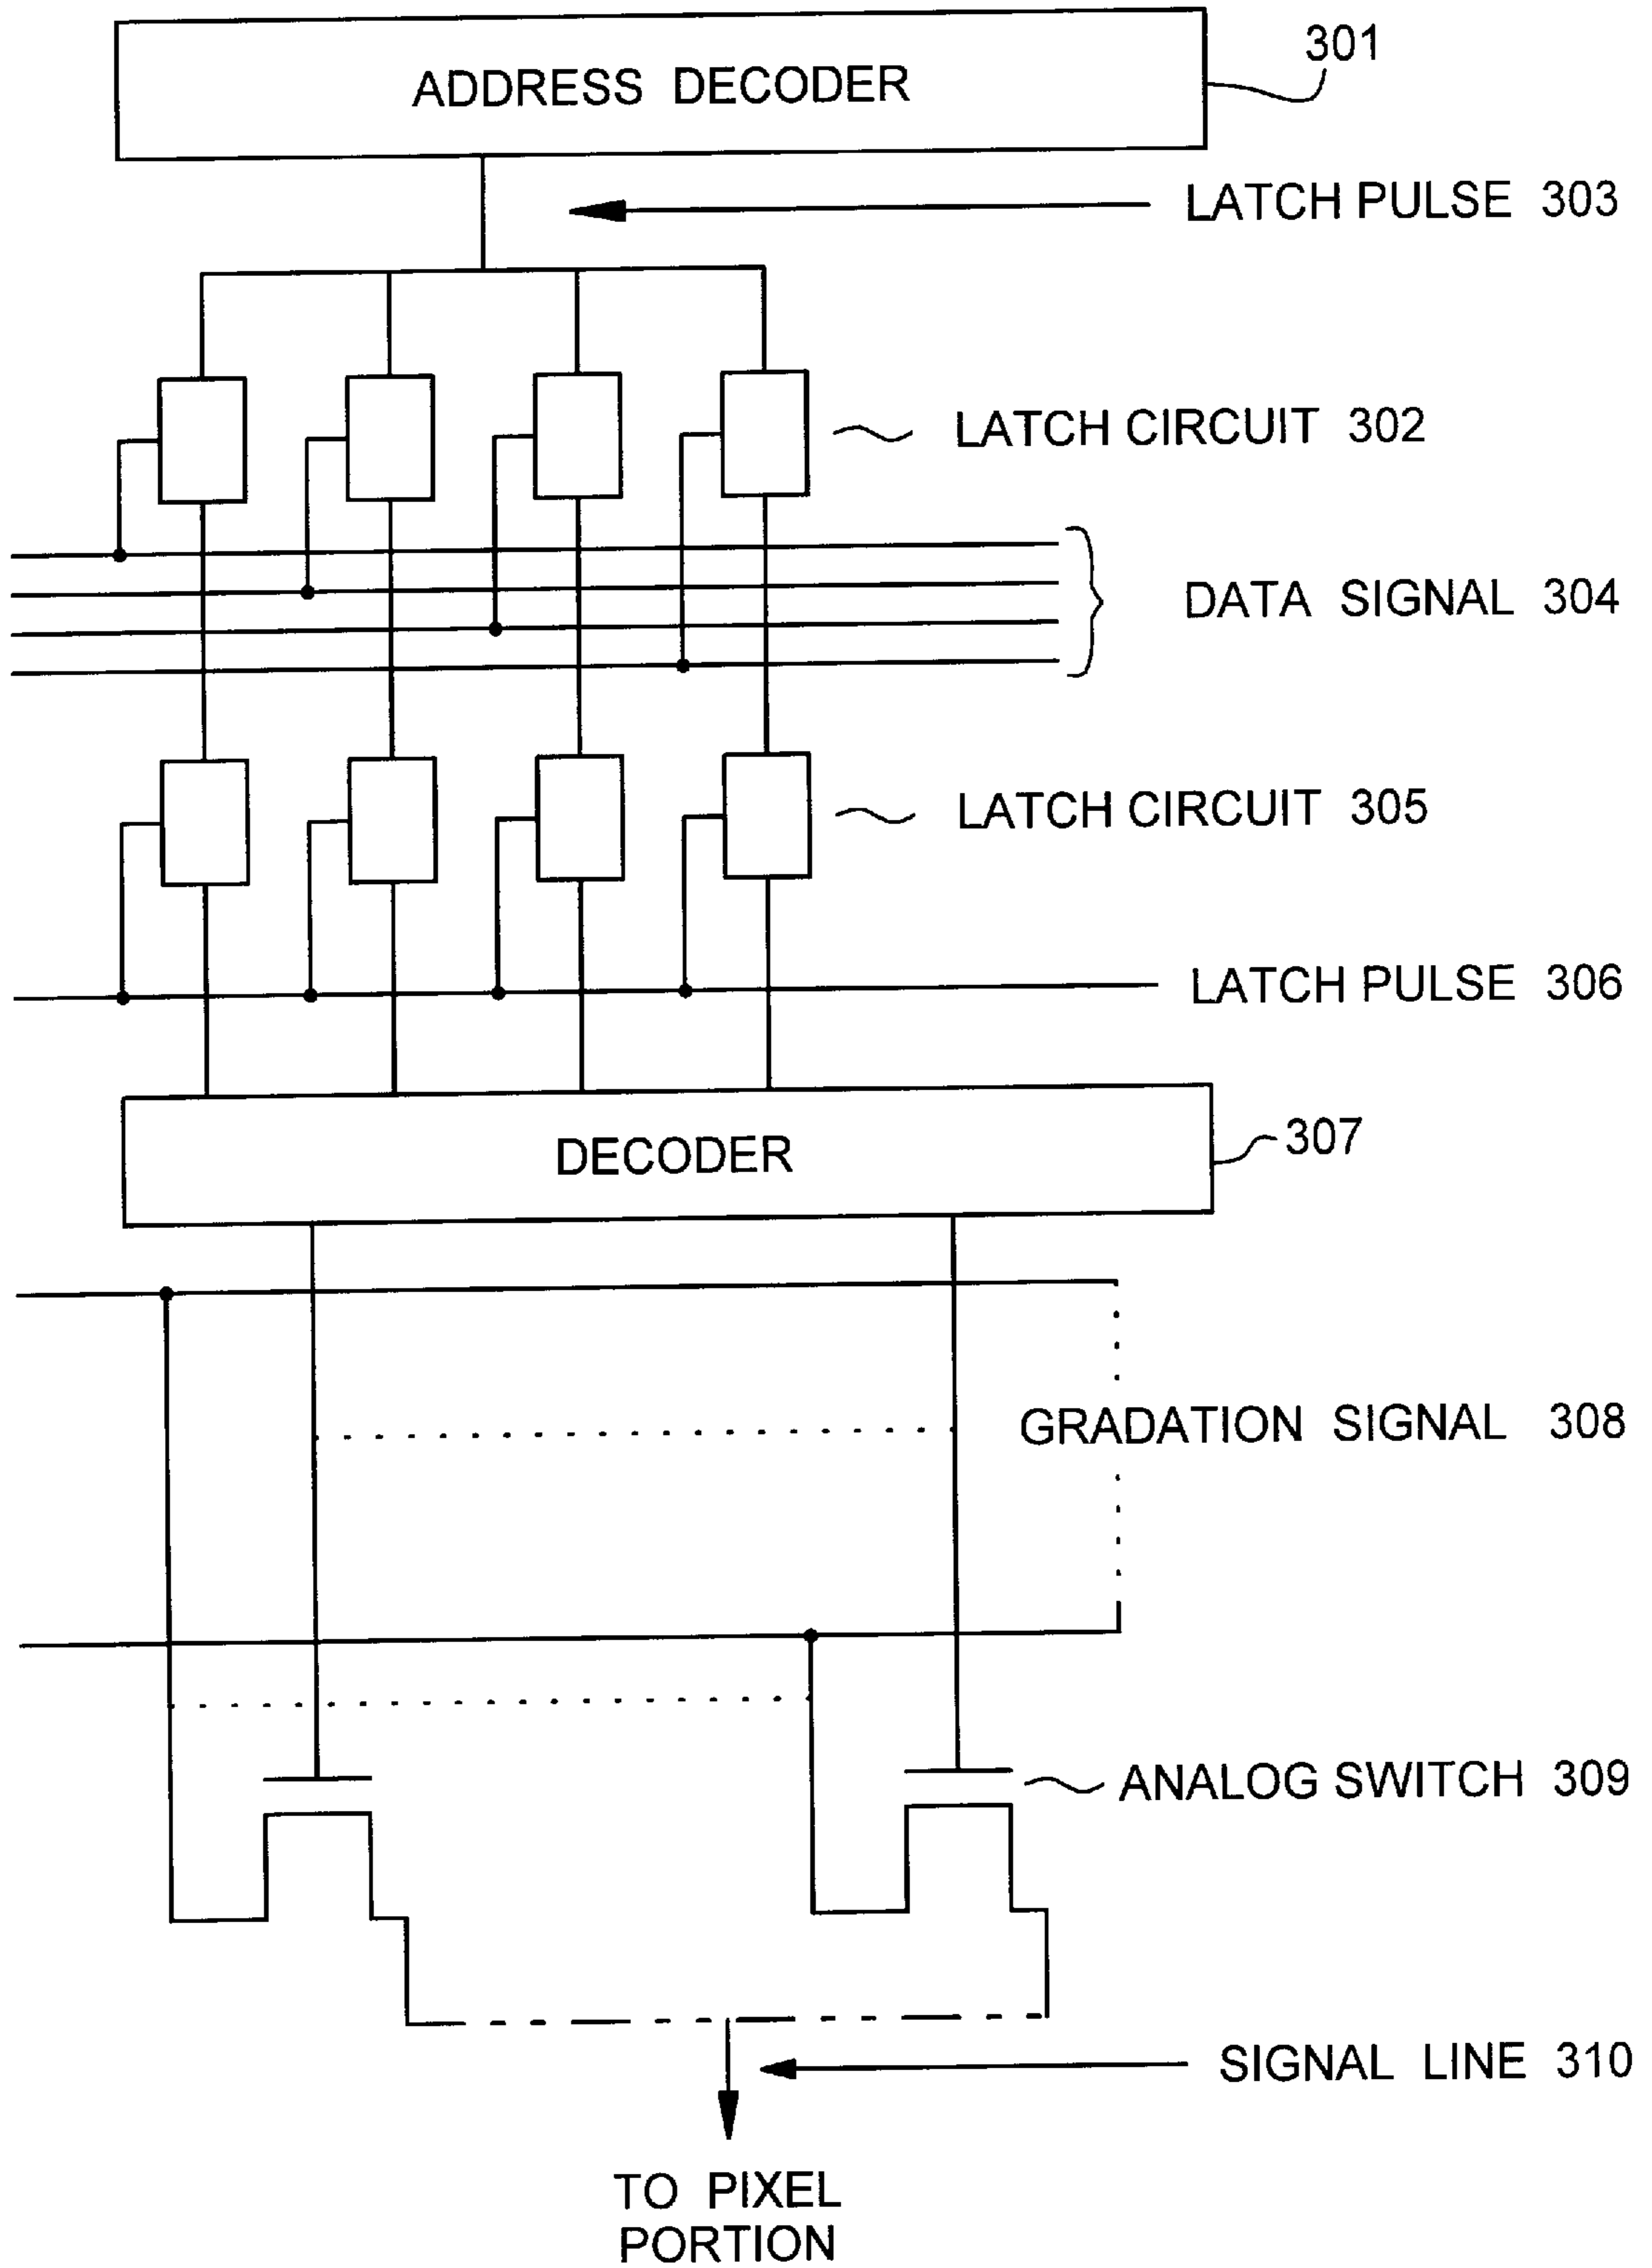 301
ADDRESS DECODER
LATCH PULSE 303
LATCH CIRCUIT 302
DATA SIGNAL 304
LATCH CIRCUIT 305
LATCH PULSE 306
DECODER
307
GRADATION SIGNAL 308
ANALOG SWITCH 309
SIGNAL LINE 310
TO PIXEL
PORTION